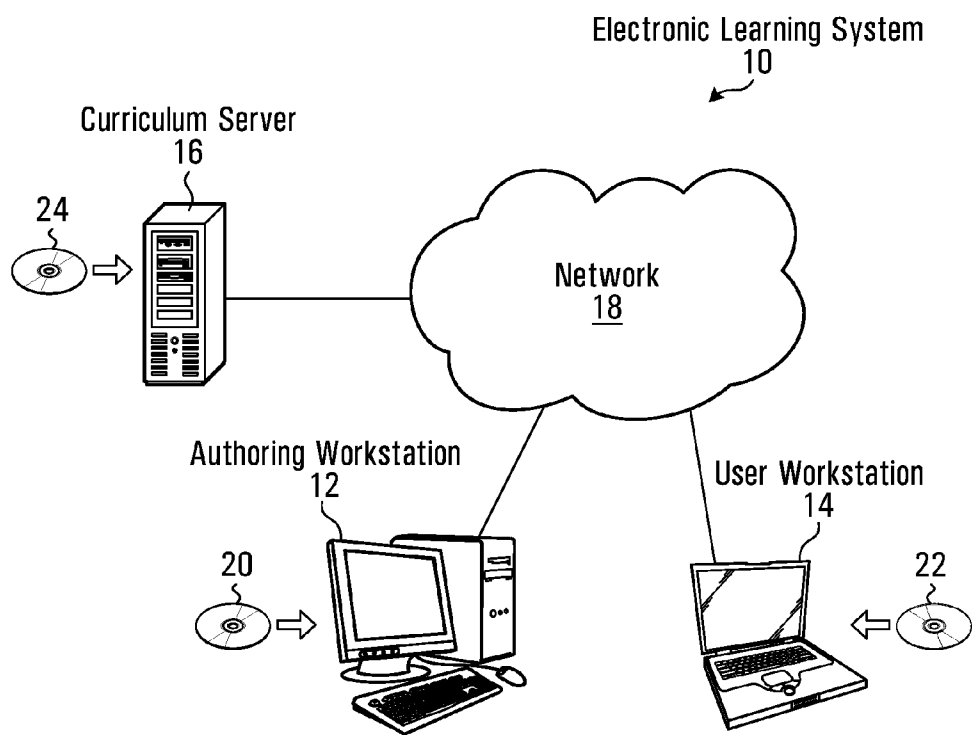 Electronic Learning System
10
Curriculum Server
16
24
Network
18
Authoring Workstation
12
User Workstation
14
20
22